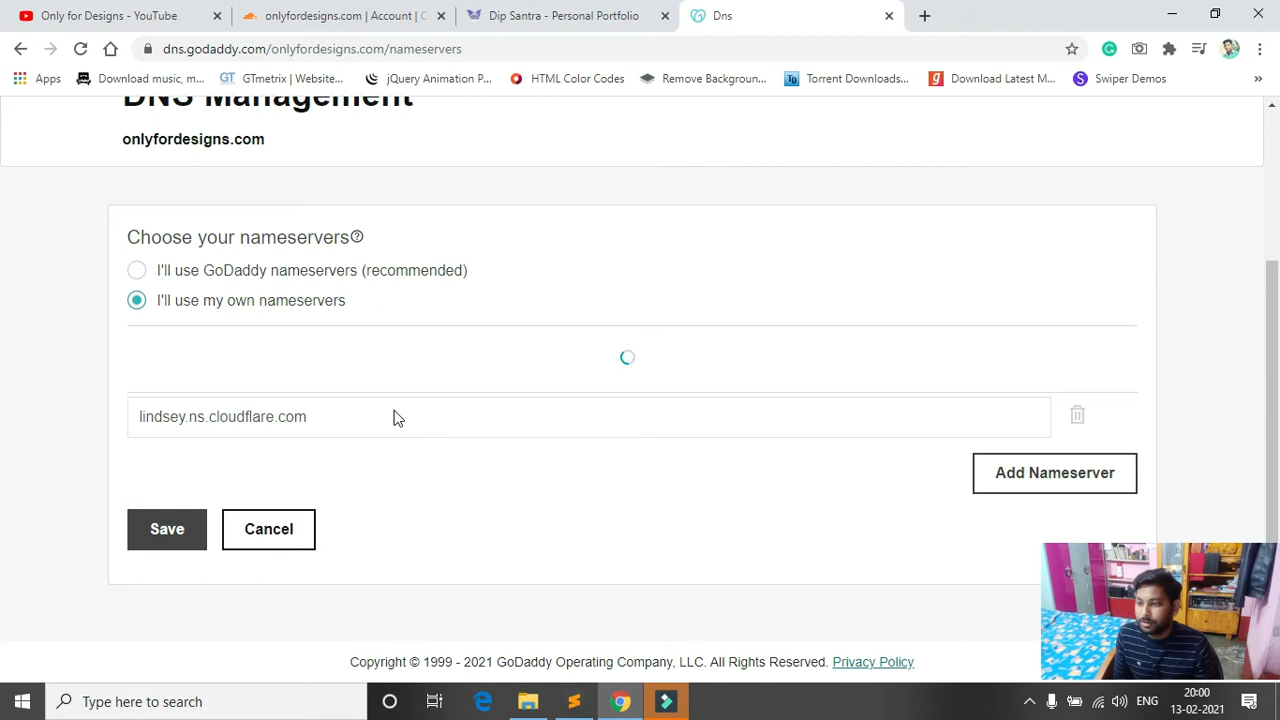 Only for Designs - YouTube
onlyfordesigns.com | Account | C
Dip Santra - Personal Portfolio
Dns
dns.godaddy.com/onlyfordesigns.com/nameservers
Apps
Download music, m...
GT
GTmetrix | Website...
jQuery Animation P...
HTML Color Codes
Remove Backgroun...
Torrent Downloads...
Download Latest M...
Swiper Demos
DNS Management
onlyfordesigns.com
Choose your nameservers
I'll use GoDaddy nameservers (recommended)
I'll use my own nameservers
lindsey.ns.cloudflare.com
Add Nameserver
Save
Cancel
Copyright © 1999 - 2021 GoDaddy Operating Company, LLC. All Rights Reserved. Privacy Policy
Type here to search
ENG
20:00
13-02-2021